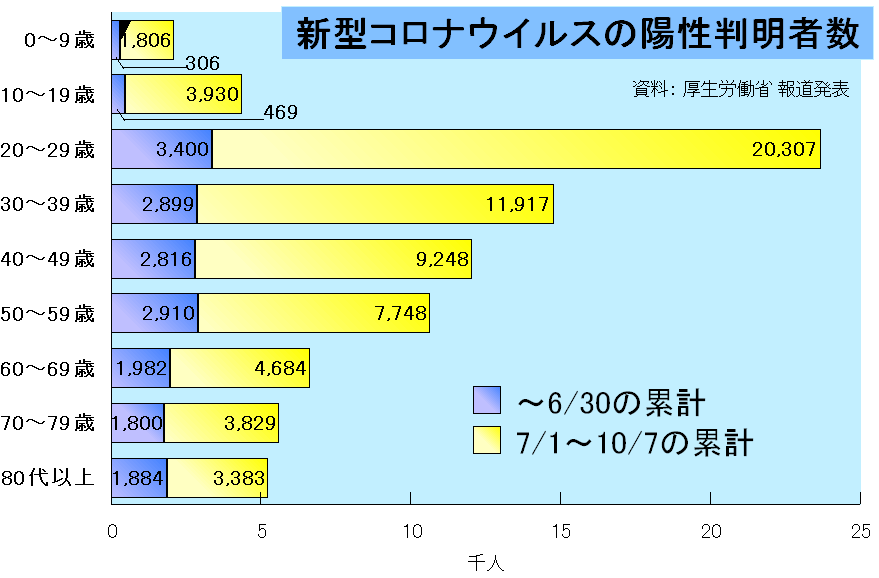 新型コロナウイルスの陽性判明者数
資料：厚生労働省 報道発表
0～9歳 1,806
306
10～19歳 3,930
469
20～29歳 3,400 20,307
30～39歳 2,899 11,917
40～49歳 2,816 9,248
50～59歳 2,910 7,748
60～69歳 1,982 4,684
70～79歳 1,800 3,829
80代以上 1,884 3,383
～6/30の累計
7/1～10/7の累計
0 5 10 15 20 25
千人